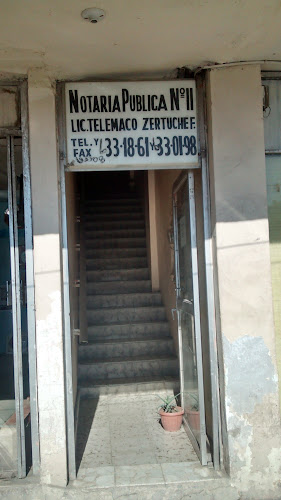 NOTARIA PUBLICA Nº 11
LIC. TELEMACO ZERTUCHE F.
TEL. Y 33-18-61 Y 33-01-98
FAX